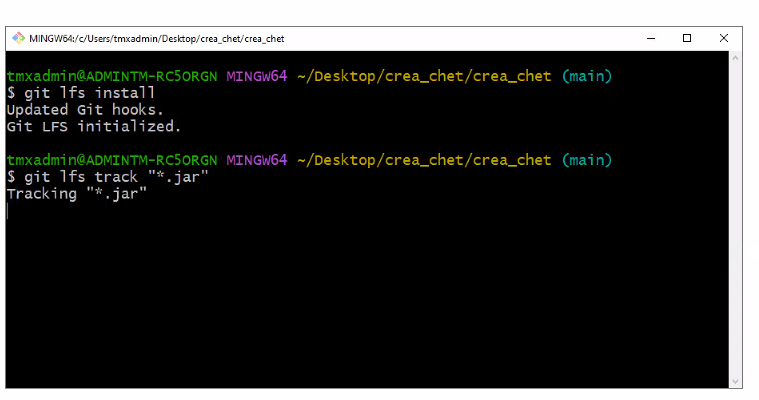 MINGW64:/c/Users/tmxadmin/Desktop/crea_chet/crea_chet
tmxadmin@ADMINTM-RC5ORGN MINGW64 ~/Desktop/crea_chet/crea_chet (main)
$ git lfs install
Updated Git hooks.
Git LFS initialized.
tmxadmin@ADMINTM-RC5ORGN MINGW64 ~/Desktop/crea_chet/crea_chet (main)
$ git lfs track "*.jar"
Tracking "*.jar"